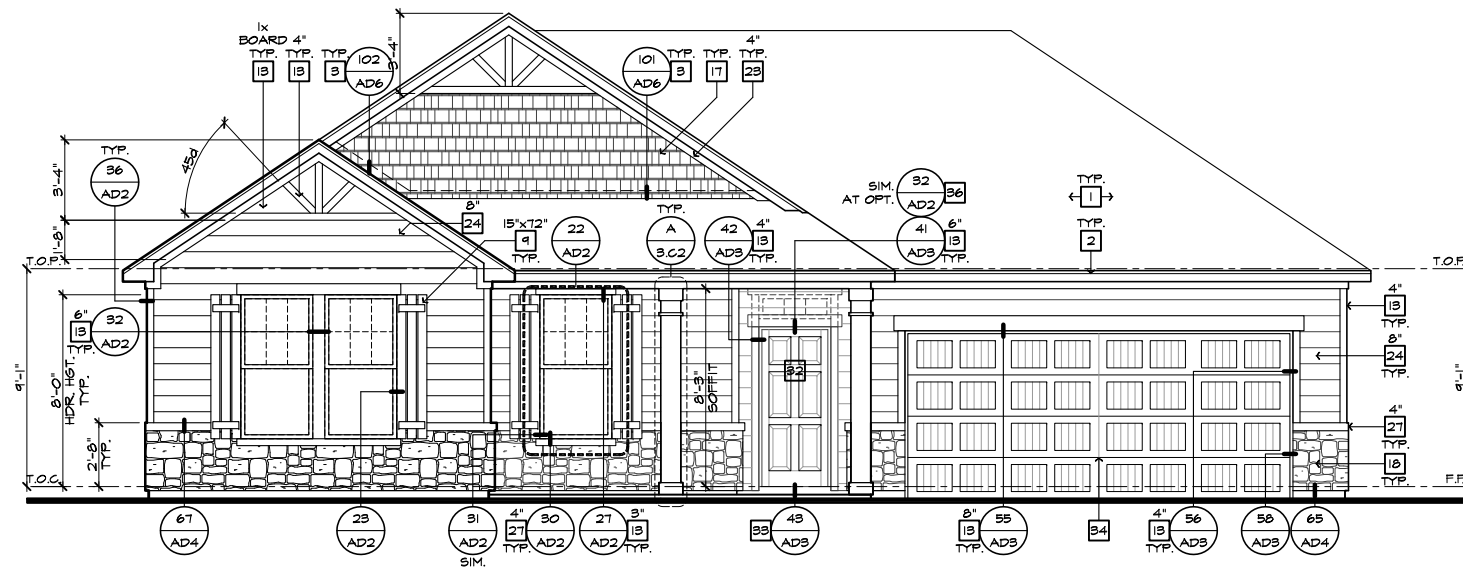 1x
BOARD 4"
TYP. TYP. TYP.
13 13 3
102
AD6
3'-4"
101
AD6
TYP. TYP.
3 17
4"
TYP.
23
TYP.
36
AD2
3'-4"
1'-8"
45d
8"
24
15"x72"
9
TYP.
22
AD2
TYP.
A
3.C2
42
AD3
4"
13
TYP.
SIM.
AT OPT.
32
AD2
36
41
AD3
6"
13
TYP.
TYP.
1
TYP.
2
T.O.P.
T.O.P.
6"
13
TYP.
32
AD2
9'-1"
8'-0"
HDR. HGT.
TYP.
2'-8"
TYP.
8'-3"
SOFFIT
32
4"
13
TYP.
8"
24
TYP.
9'-1"
4"
27
TYP.
18
TYP.
T.O.C.
F.F.
67
AD4
23
AD2
31
AD2
SIM.
4"
27
TYP.
30
AD2
27
AD2
3"
13
TYP.
33
43
AD3
8"
13
TYP.
55
AD3
34
4"
13
TYP.
56
AD3
58
AD3
65
AD4